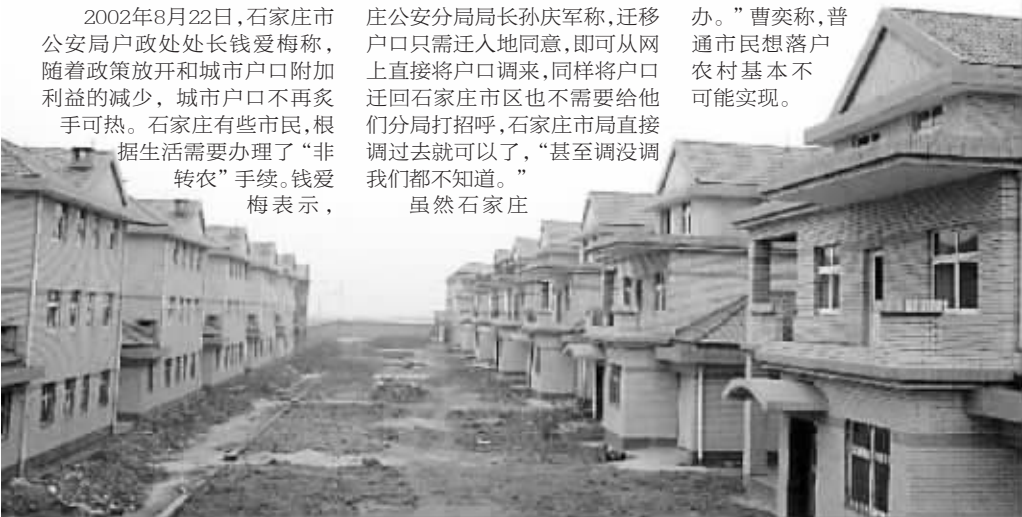 2002年8月22日，石家庄市
公安局户政处处长钱爱梅称，
随着政策放开和城市户口附加
利益的减少，城市户口不再炙
手可热。石家庄有些市民，根
据生活需要办理了“非
转农”手续。钱爱
梅表示，
庄公安分局局长孙庆军称，迁移
户口只需迁入地同意，即可从网
上直接将户口调来，同样将户口
迁回石家庄市区也不需要给他
们分局打招呼，石家庄市局直接
调过去就可以了，“甚至调没调
我们都不知道。”
虽然石家庄
办。”曹奕称，普
通市民想落户
农村基本不
可能实现。